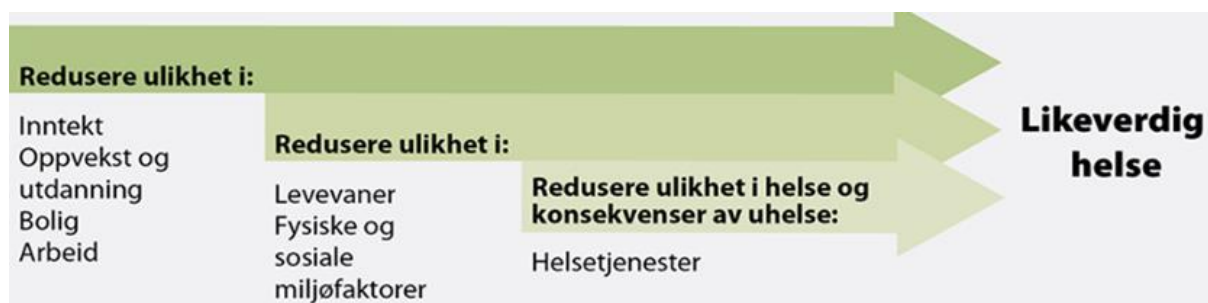 Redusere ulikhet i:
Inntekt
Oppvekst og
utdanning
Bolig
Arbeid
Redusere ulikhet i:
Levevaner
Fysiske og
sosiale
miljøfaktorer
Redusere ulikhet i helse og
konsekvenser av uhelse:
Helsetjenester
Likeverdig
helse